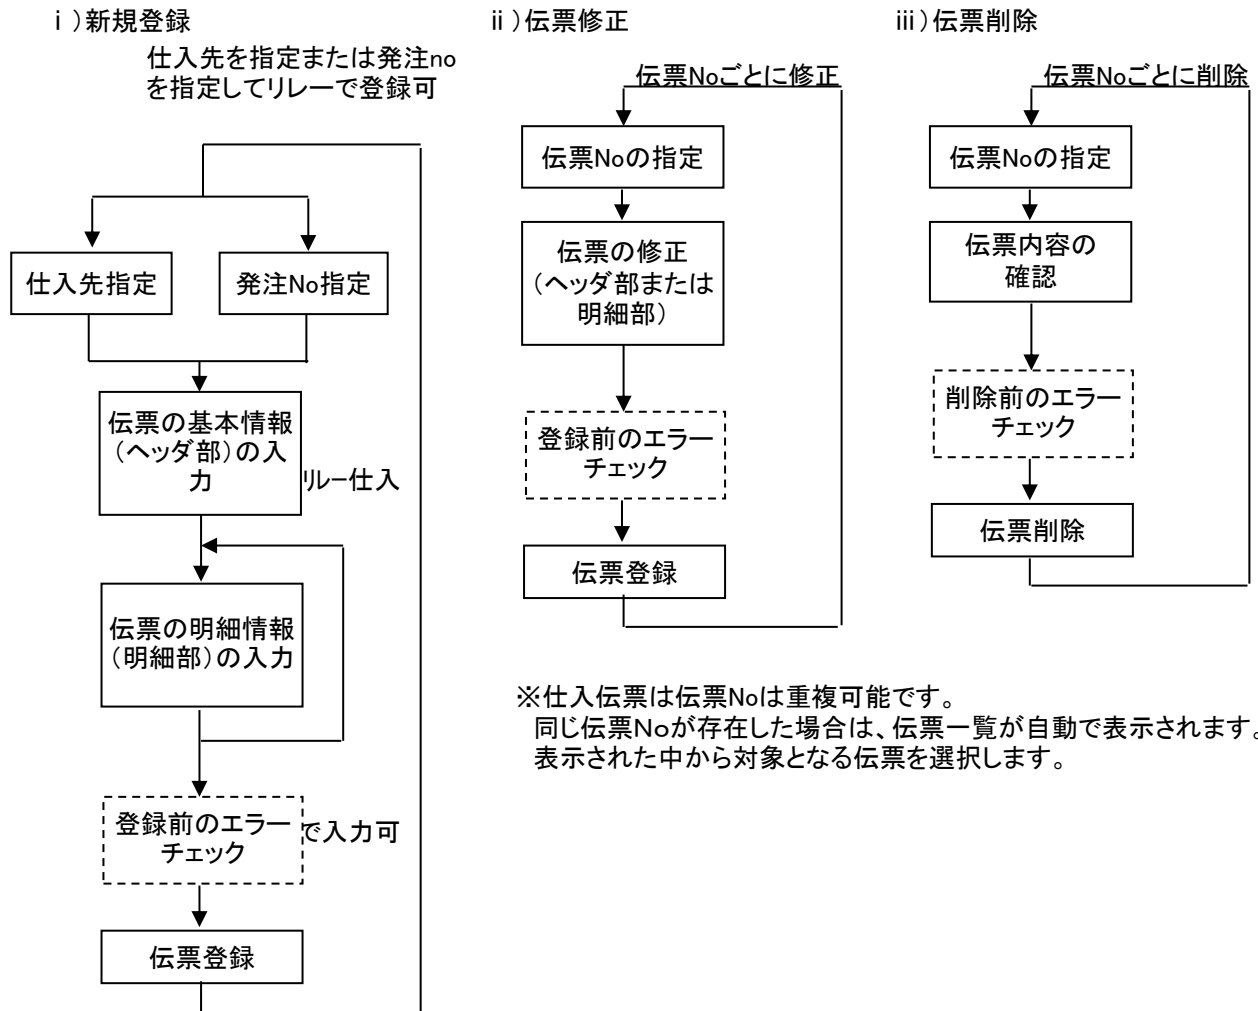 ⅰ）新規登録
仕入先を指定または発注no
を指定してリレーで登録可
仕入先指定
発注No指定
伝票の基本情報
（ヘッダ部）の入
力
リレー仕入
伝票の明細情報
（明細部）の入力
登録前のエラー
チェック
で入力可
伝票登録
ⅱ）伝票修正
伝票Noごとに修正
伝票Noの指定
伝票の修正
（ヘッダ部または
明細部）
登録前のエラー
チェック
伝票登録
ⅲ）伝票削除
伝票Noごとに削除
伝票Noの指定
伝票内容の
確認
削除前のエラー
チェック
伝票削除
※仕入伝票は伝票Noは重複可能です。
同じ伝票Noが存在した場合は、伝票一覧が自動で表示されます。
表示された中から対象となる伝票を選択します。